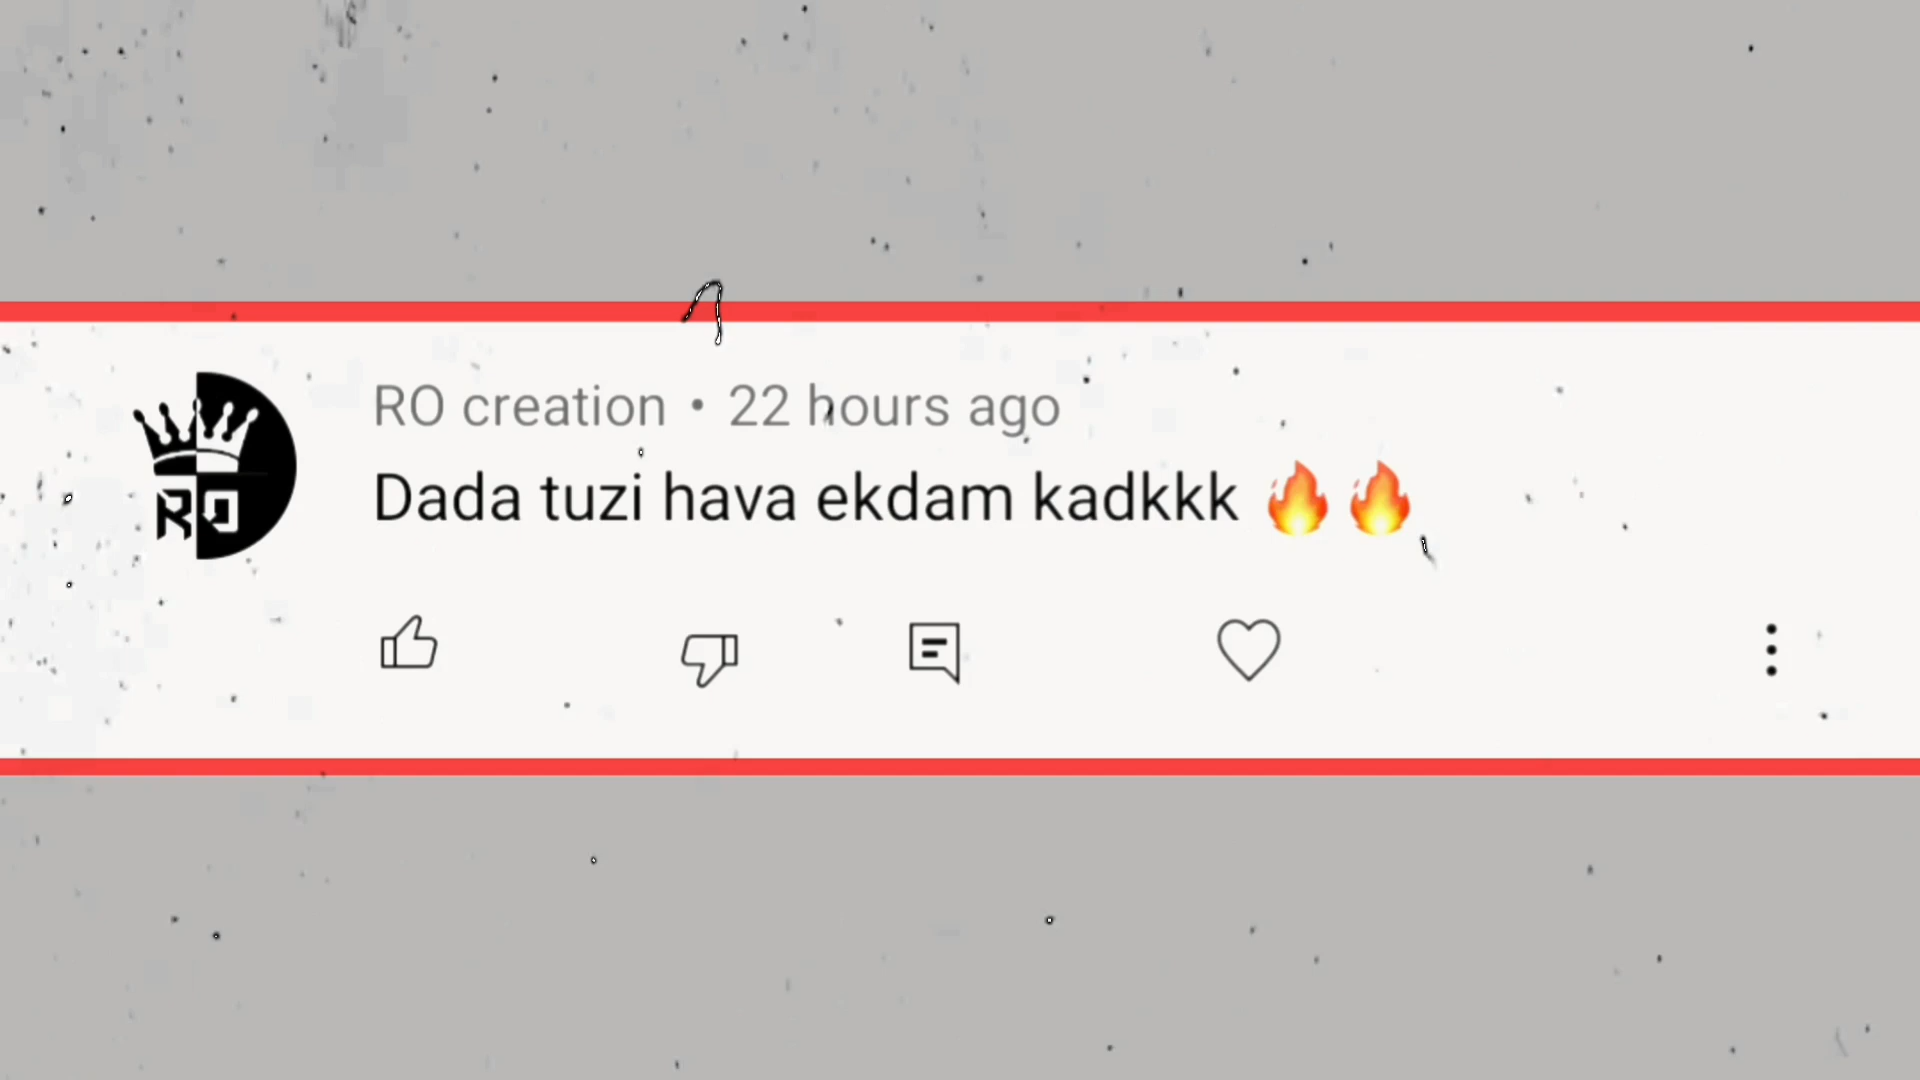 RO creation • 22 hours ago
Dada tuzi hava ekdam kadkkk 🔥🔥
RO